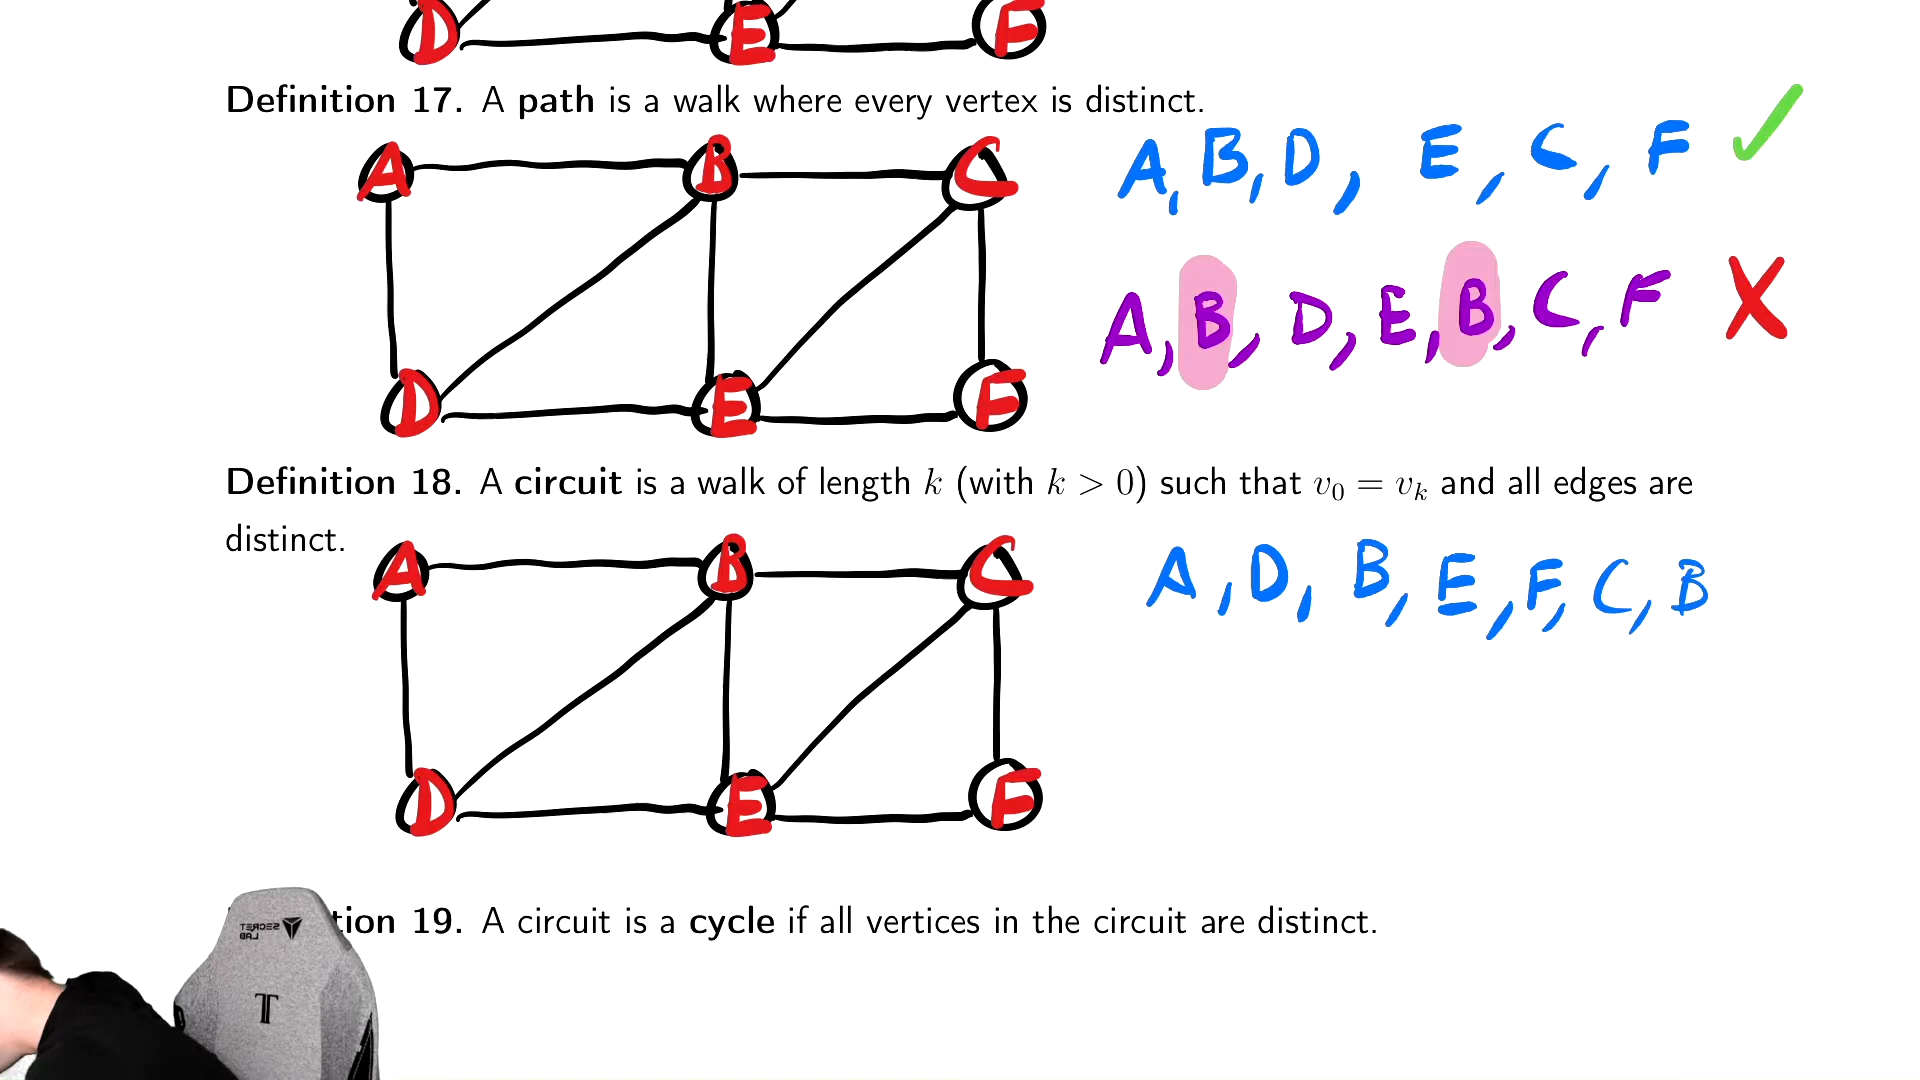 D E F
Definition 17. A path is a walk where every vertex is distinct.
A B C
A, B, D, E, C, F ✓
A, B, D, E, B, C, F X
D E F
Definition 18. A circuit is a walk of length k (with k > 0) such that v₀ = vₖ and all edges are
distinct.
A B C
A, D, B, E, F, C, B
D E F
tion 19. A circuit is a cycle if all vertices in the circuit are distinct.
SECRET
LAB
T